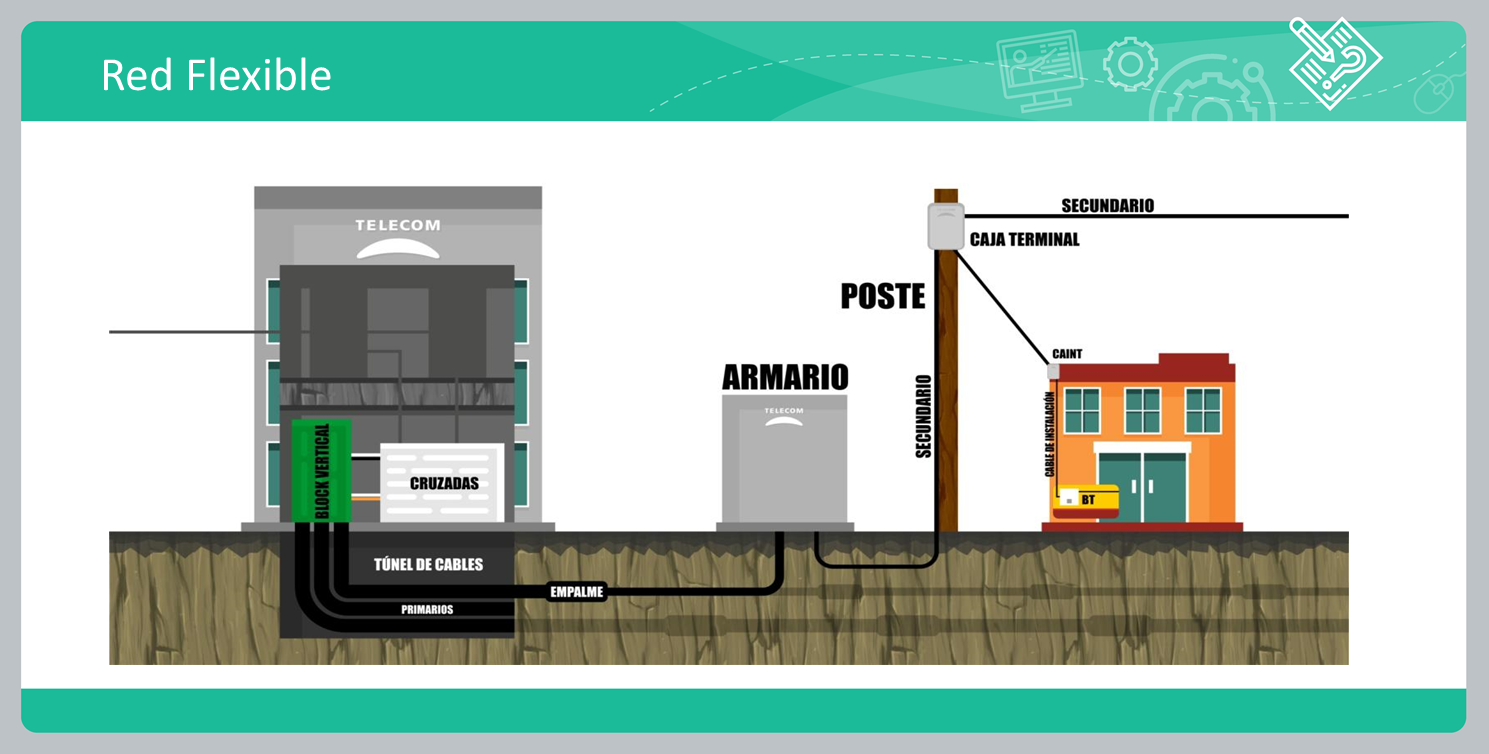 Red Flexible
TELECOM
BLOCK VERTICAL
CRUZADAS
TÚNEL DE CABLES
PRIMARIOS
EMPALME
ARMARIO
TELECOM
POSTE
SECUNDARIO
SECUNDARIO
CAJA TERMINAL
CAINT
CABLE DE INSTALACIÓN
BT